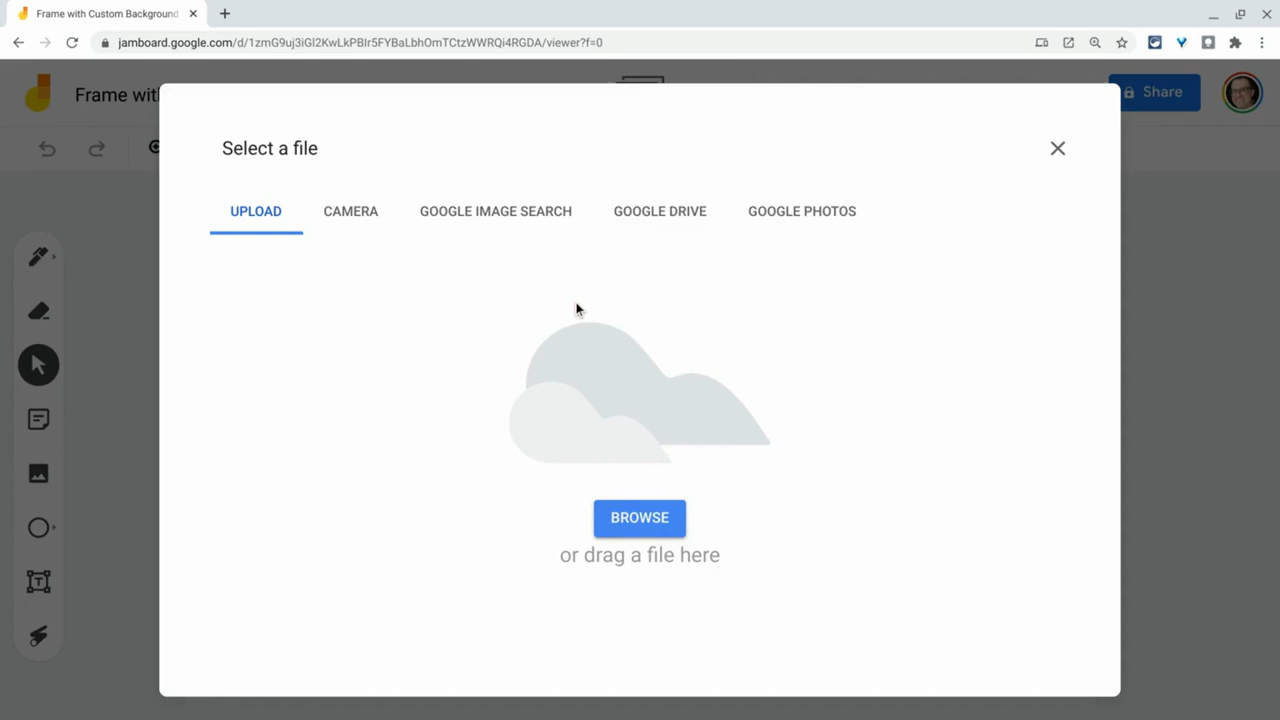 Frame with Custom Background
jamboard.google.com/d/1zmG9uj3iGl2KwLkPBIr5FYBaLbhOmTCtzWWRQi4RGDA/viewer?f=0
Frame wit
Share
Select a file
UPLOAD CAMERA GOOGLE IMAGE SEARCH GOOGLE DRIVE GOOGLE PHOTOS
BROWSE
or drag a file here